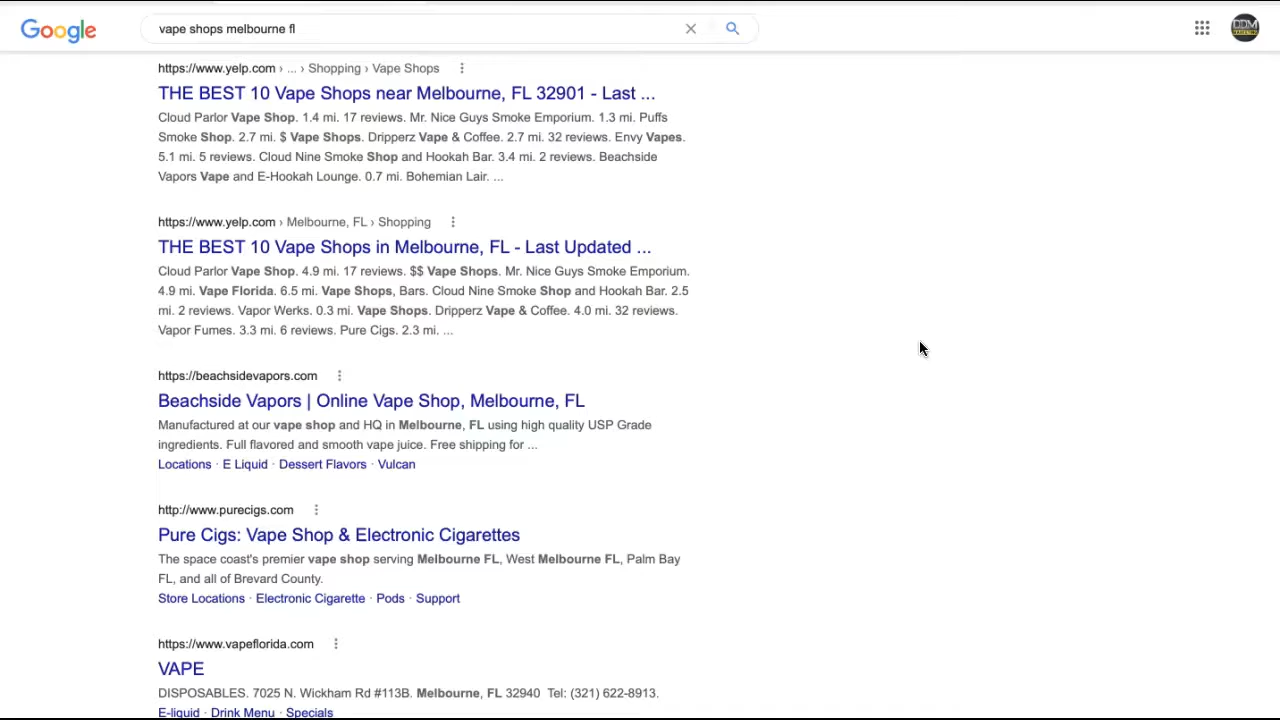 Google
vape shops melbourne fl
DDM
https://www.yelp.com › ... › Shopping › Vape Shops
THE BEST 10 Vape Shops near Melbourne, FL 32901 - Last ...
Cloud Parlor Vape Shop. 1.4 mi. 17 reviews. Mr. Nice Guys Smoke Emporium. 1.3 mi. Puffs
Smoke Shop. 2.7 mi. $ Vape Shops. Dripperz Vape & Coffee. 2.7 mi. 32 reviews. Envy Vapes.
5.1 mi. 5 reviews. Cloud Nine Smoke Shop and Hookah Bar. 3.4 mi. 2 reviews. Beachside
Vapors Vape and E-Hookah Lounge. 0.7 mi. Bohemian Lair. ...
https://www.yelp.com › Melbourne, FL › Shopping
THE BEST 10 Vape Shops in Melbourne, FL - Last Updated ...
Cloud Parlor Vape Shop. 4.9 mi. 17 reviews. $$ Vape Shops. Mr. Nice Guys Smoke Emporium.
4.9 mi. Vape Florida. 6.5 mi. Vape Shops, Bars. Cloud Nine Smoke Shop and Hookah Bar. 2.5
mi. 2 reviews. Vapor Werks. 0.3 mi. Vape Shops. Dripperz Vape & Coffee. 4.0 mi. 32 reviews.
Vapor Fumes. 3.3 mi. 6 reviews. Pure Cigs. 2.3 mi. ...
https://beachsidevapors.com
Beachside Vapors | Online Vape Shop, Melbourne, FL
Manufactured at our vape shop and HQ in Melbourne, FL using high quality USP Grade
ingredients. Full flavored and smooth vape juice. Free shipping for ...
Locations · E Liquid · Dessert Flavors · Vulcan
http://www.purecigs.com
Pure Cigs: Vape Shop & Electronic Cigarettes
The space coast's premier vape shop serving Melbourne FL, West Melbourne FL, Palm Bay
FL, and all of Brevard County.
Store Locations · Electronic Cigarette · Pods · Support
https://www.vapeflorida.com
VAPE
DISPOSABLES. 7025 N. Wickham Rd #113B. Melbourne, FL 32940 Tel: (321) 622-8913.
E-liquid · Drink Menu · Specials